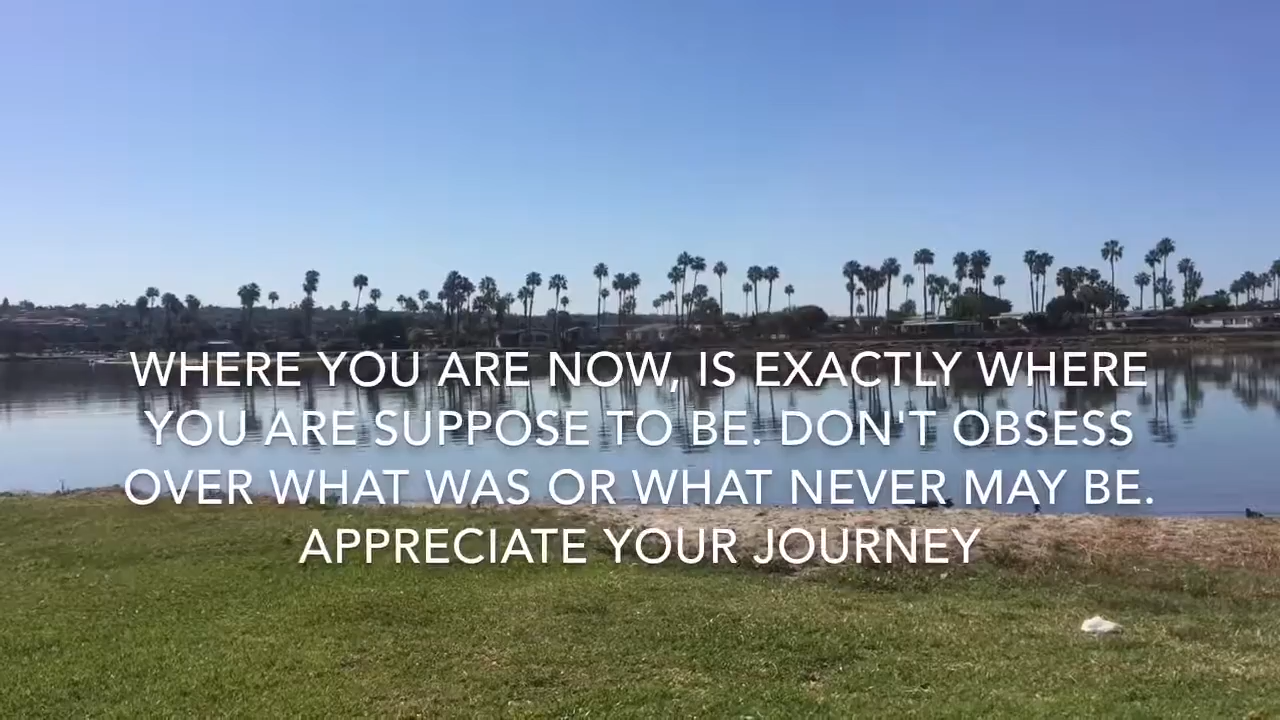 WHERE YOU ARE NOW, IS EXACTLY WHERE
YOU ARE SUPPOSE TO BE. DON'T OBSESS
OVER WHAT WAS OR WHAT NEVER MAY BE.
APPRECIATE YOUR JOURNEY